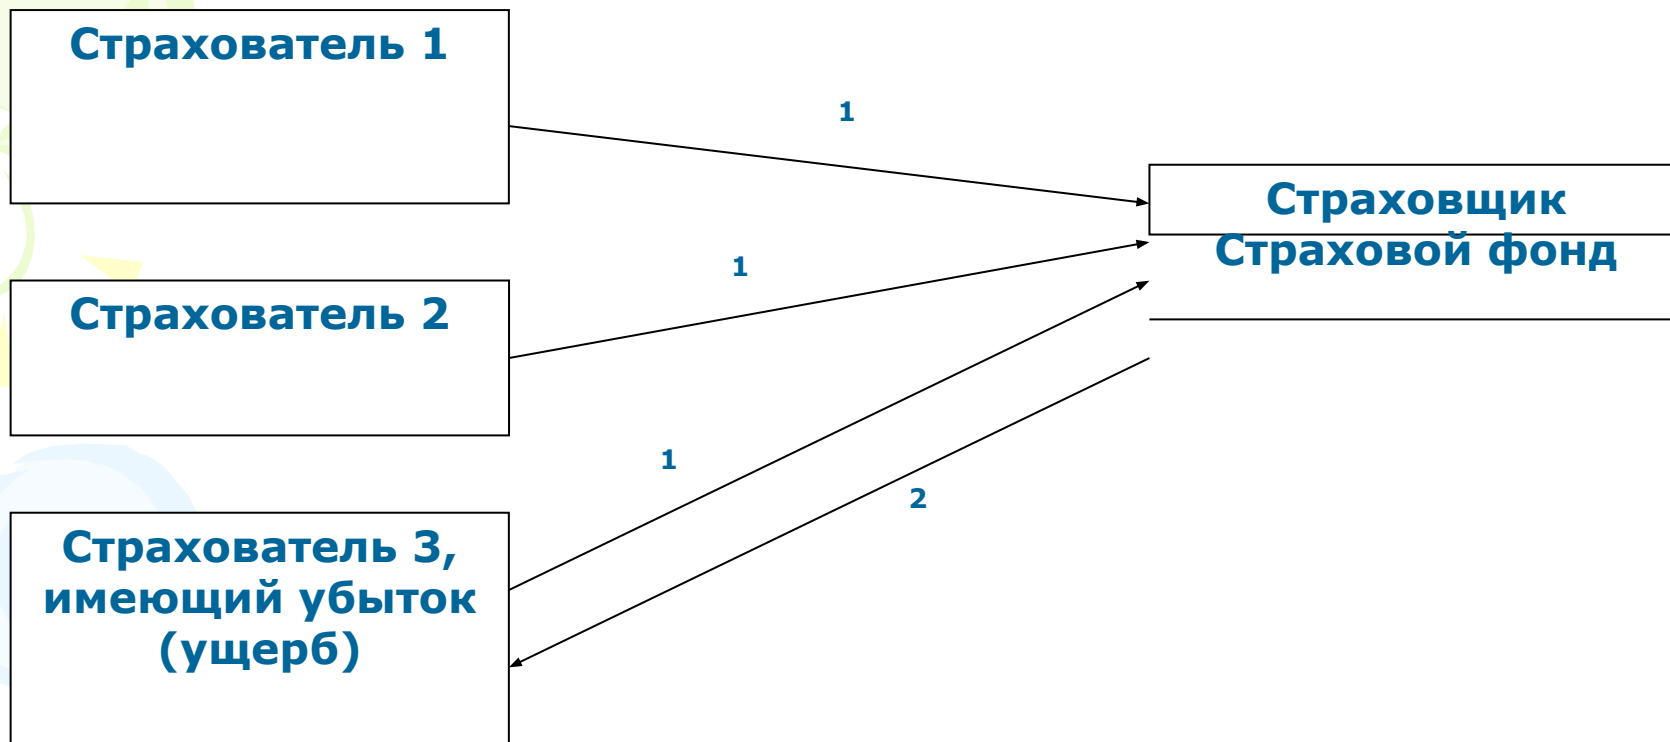 Страхователь 1
1
Страховщик
Страховой фонд
1
Страхователь 2
1
2
Страхователь 3,
имеющий убыток
(ущерб)